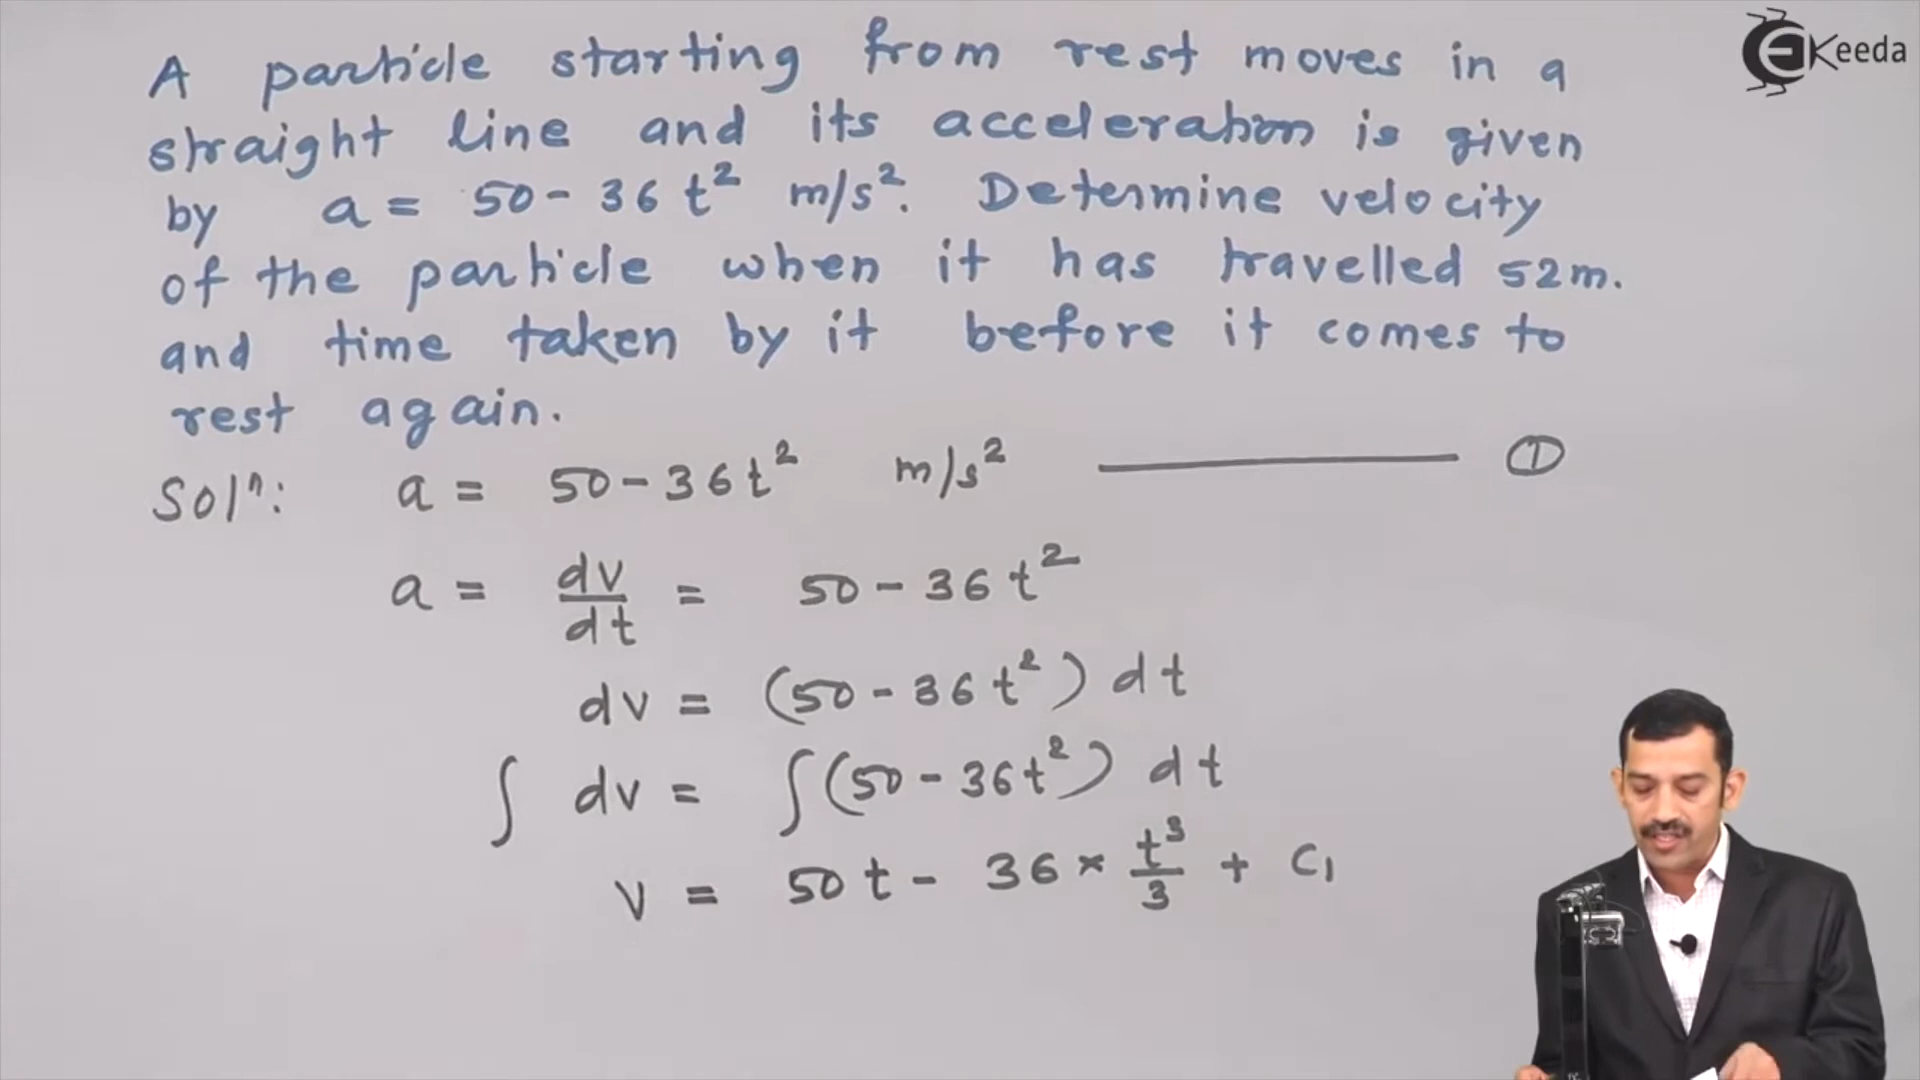 EKeeda
A particle starting from rest moves in a
straight line and its acceleration is given
by a = 50 - 36 t² m/s². Determine velocity
of the particle when it has travelled 52m.
and time taken by it before it comes to
rest again.
Solⁿ: a = 50 - 36t² m/s² ———— ①
a = dv/dt = 50 - 36t²
dv = (50 - 36t²) dt
∫ dv = ∫(50 - 36t²) dt
v = 50t - 36 × t³/3 + C₁